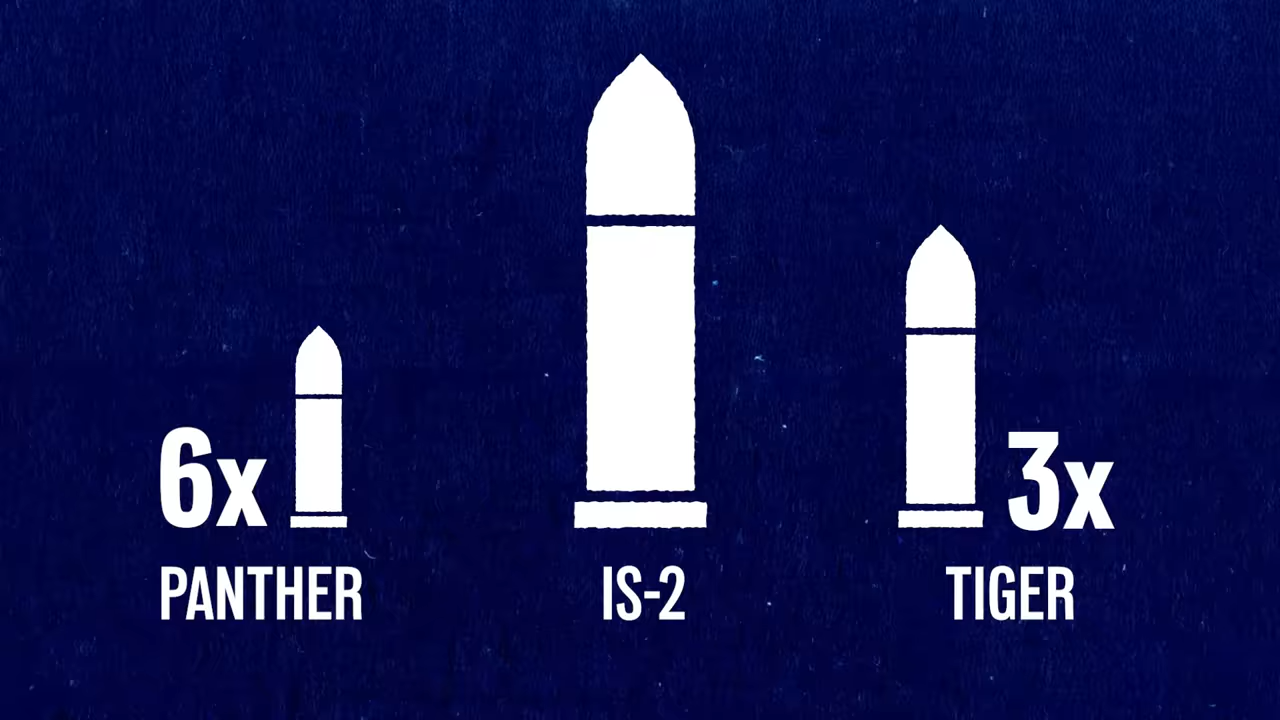 6x
3x
PANTHER
IS-2
TIGER